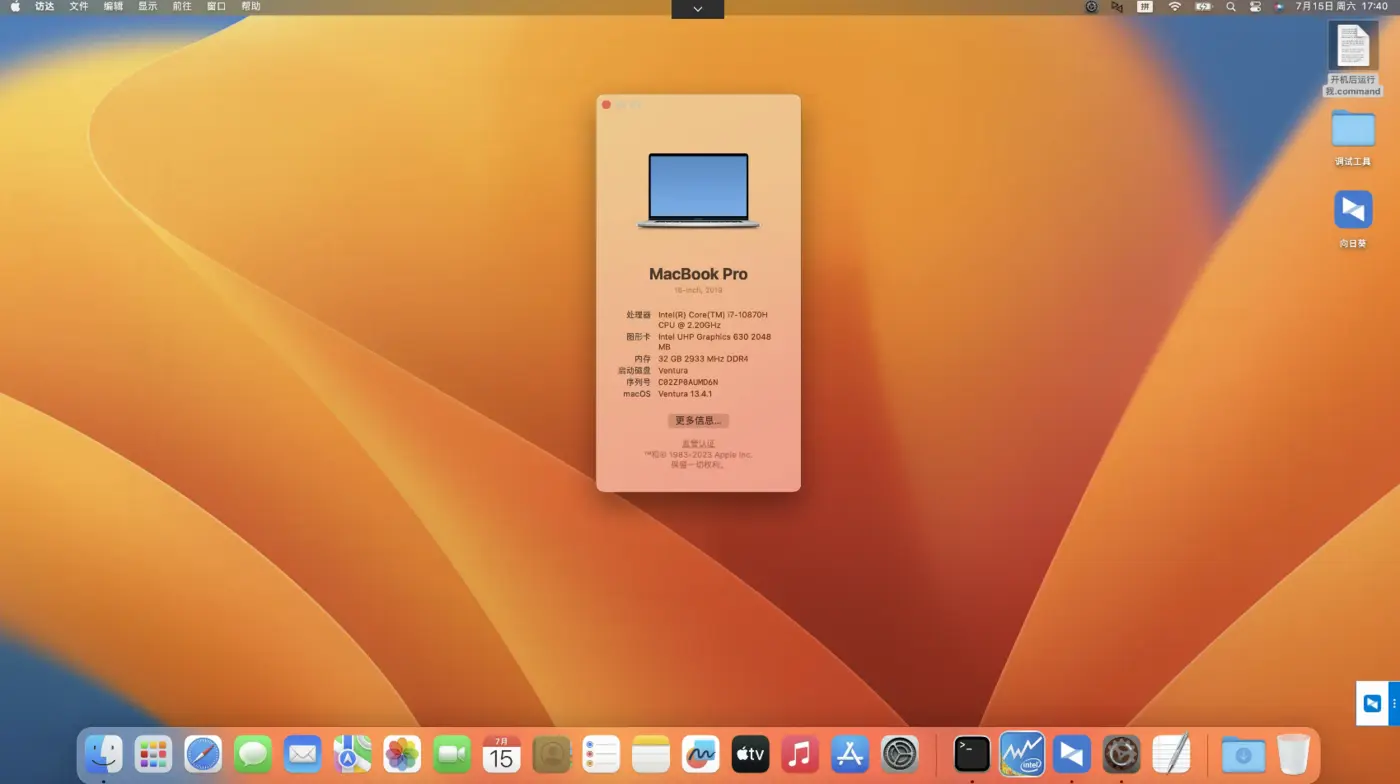 访达 文件 编辑 显示 前往 窗口 帮助
拼 7月15日 周六 17:40
开机后运行
我.command
调试工具
向日葵
MacBook Pro
16-inch, 2019
处理器 Intel(R) Core(TM) i7-10870H
CPU @ 2.20GHz
图形卡 Intel UHP Graphics 630 2048
MB
内存 32 GB 2933 MHz DDR4
启动磁盘 Ventura
序列号 C02ZP0AUMD6N
macOS Ventura 13.4.1
更多信息...
监管认证
™和© 1983-2023 Apple Inc.
保留一切权利。
7月
15
tv
>_
intel